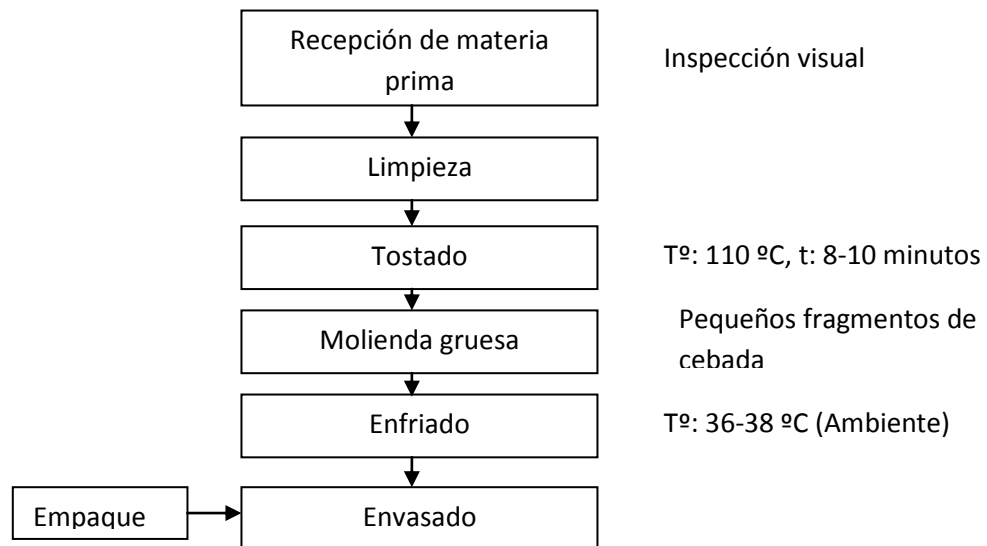 Recepción de materia
prima
Inspección visual
Limpieza
Tostado
Tº: 110 ºC, t: 8-10 minutos
Molienda gruesa
Pequeños fragmentos de
cebada
Enfriado
Tº: 36-38 ºC (Ambiente)
Empaque
Envasado